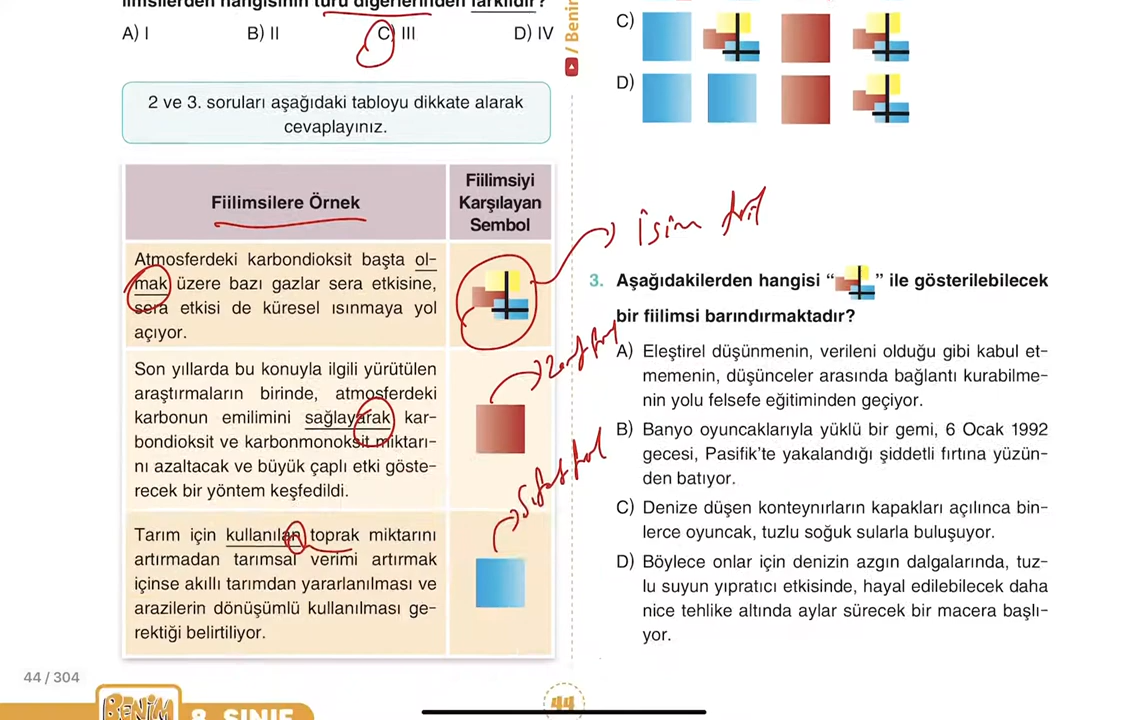 limsilerden hangisinin türü diğerlerinden farklıdır?
A) I B) II C) III D) IV
2 ve 3. soruları aşağıdaki tabloyu dikkate alarak
cevaplayınız.
Fiilimsilere Örnek
Fiilimsiyi
Karşılayan
Sembol
Atmosferdeki karbondioksit başta ol-
mak üzere bazı gazlar sera etkisine,
sera etkisi de küresel ısınmaya yol
açıyor.
Son yıllarda bu konuyla ilgili yürütülen
araştırmaların birinde, atmosferdeki
karbonun emilimini sağlayarak kar-
bondioksit ve karbonmonoksit miktarı-
nı azaltacak ve büyük çaplı etki göste-
recek bir yöntem keşfedildi.
Tarım için kullanılan toprak miktarını
artırmadan tarımsal verimi artırmak
içinse akıllı tarımdan yararlanılması ve
arazilerin dönüşümlü kullanılması ge-
rektiği belirtiliyor.
44 / 304
BENİM
8. SINIF
44
/ Benim
C)
D)
İsim
3. Aşağıdakilerden hangisi “ ” ile gösterilebilecek
bir fiilimsi barındırmaktadır?
A) Eleştirel düşünmenin, verileni olduğu gibi kabul et-
memenin, düşünceler arasında bağlantı kurabilme-
nin yolu felsefe eğitiminden geçiyor.
B) Banyo oyuncaklarıyla yüklü bir gemi, 6 Ocak 1992
gecesi, Pasifik’te yakalandığı şiddetli fırtına yüzün-
den batıyor.
C) Denize düşen konteynırların kapakları açılınca bin-
lerce oyuncak, tuzlu soğuk sularla buluşuyor.
D) Böylece onlar için denizin azgın dalgalarında, tuz-
lu suyun yıpratıcı etkisinde, hayal edilebilecek daha
nice tehlike altında aylar sürecek bir macera başlı-
yor.